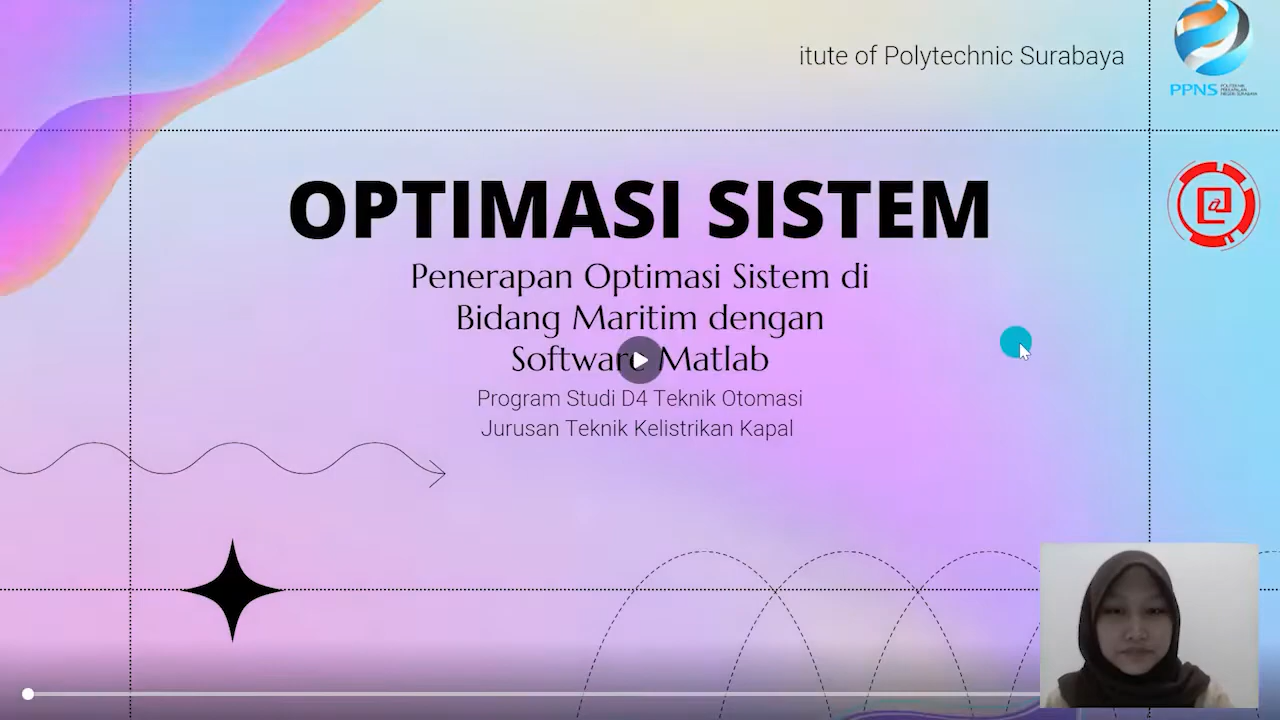 itute of Polytechnic Surabaya
PPNS
OPTIMASI SISTEM
Penerapan Optimasi Sistem di
Bidang Maritim dengan
Software Matlab
Program Studi D4 Teknik Otomasi
Jurusan Teknik Kelistrikan Kapal